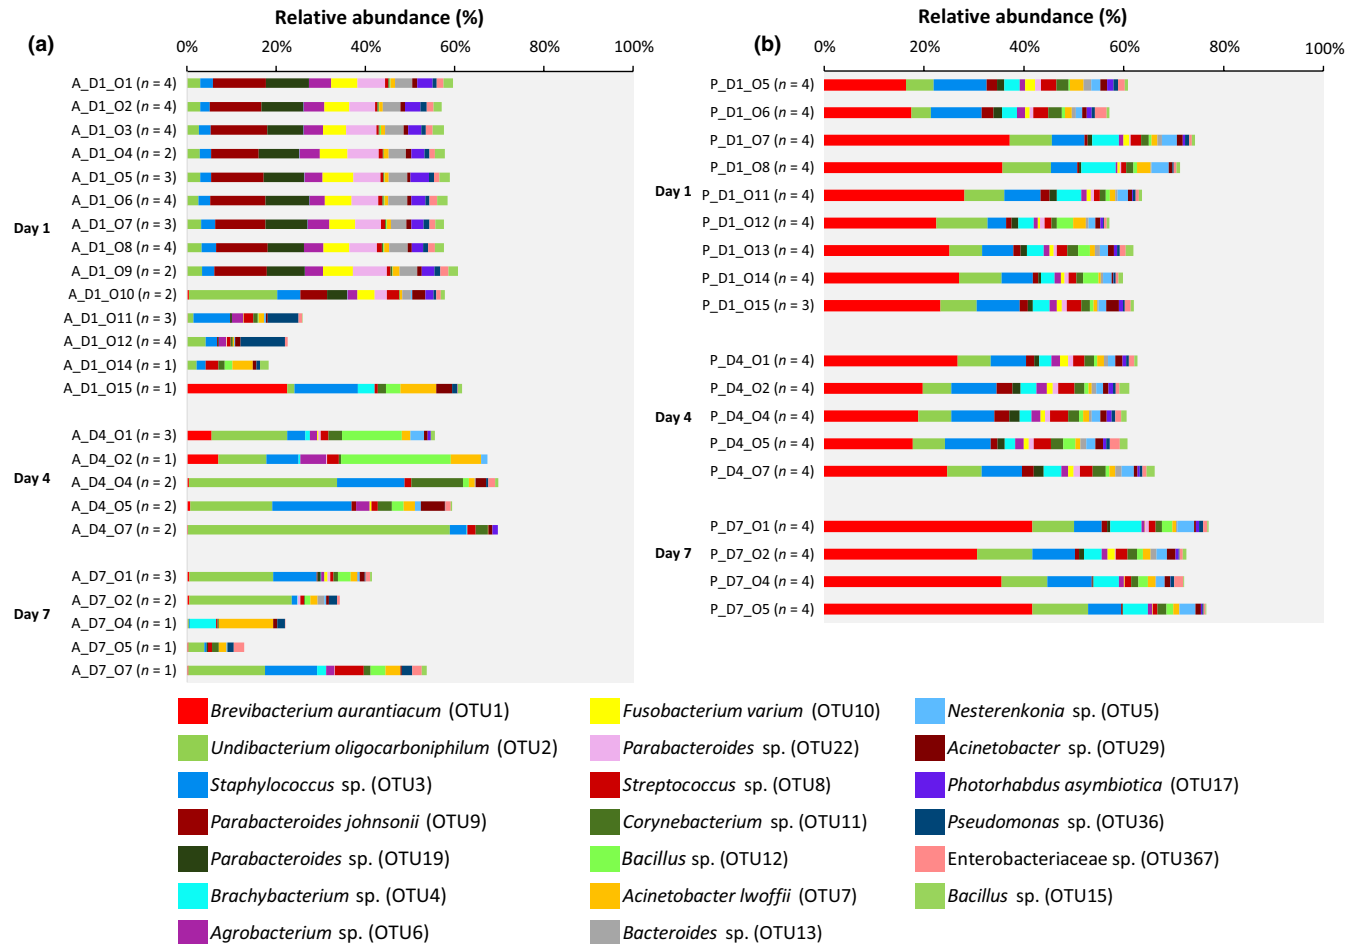 Relative abundance (%)
(a)
0%
20%
40%
60%
80%
100%
A_D1_O1 (n = 4)
A_D1_O2 (n = 4)
A_D1_O3 (n = 4)
A_D1_O4 (n = 2)
A_D1_O5 (n = 3)
A_D1_O6 (n = 4)
Day 1
A_D1_O7 (n = 3)
A_D1_O8 (n = 4)
A_D1_O9 (n = 2)
A_D1_O10 (n = 2)
A_D1_O11 (n = 3)
A_D1_O12 (n = 4)
A_D1_O14 (n = 1)
A_D1_O15 (n = 1)
A_D4_O1 (n = 3)
A_D4_O2 (n = 1)
Day 4
A_D4_O4 (n = 2)
A_D4_O5 (n = 2)
A_D4_O7 (n = 2)
A_D7_O1 (n = 3)
A_D7_O2 (n = 2)
Day 7
A_D7_O4 (n = 1)
A_D7_O5 (n = 1)
A_D7_O7 (n = 1)
Relative abundance (%)
(b)
0%
20%
40%
60%
80%
100%
P_D1_O5 (n = 4)
P_D1_O6 (n = 4)
P_D1_O7 (n = 4)
P_D1_O8 (n = 4)
Day 1
P_D1_O11 (n = 4)
P_D1_O12 (n = 4)
P_D1_O13 (n = 4)
P_D1_O14 (n = 4)
P_D1_O15 (n = 3)
P_D4_O1 (n = 4)
P_D4_O2 (n = 4)
Day 4
P_D4_O4 (n = 4)
P_D4_O5 (n = 4)
P_D4_O7 (n = 4)
P_D7_O1 (n = 4)
Day 7
P_D7_O2 (n = 4)
P_D7_O4 (n = 4)
P_D7_O5 (n = 4)
Brevibacterium aurantiacum (OTU1)
Undibacterium oligocarboniphilum (OTU2)
Staphylococcus sp. (OTU3)
Parabacteroides johnsonii (OTU9)
Parabacteroides sp. (OTU19)
Brachybacterium sp. (OTU4)
Agrobacterium sp. (OTU6)
Fusobacterium varium (OTU10)
Parabacteroides sp. (OTU22)
Streptococcus sp. (OTU8)
Corynebacterium sp. (OTU11)
Bacillus sp. (OTU12)
Acinetobacter lwoffii (OTU7)
Bacteroides sp. (OTU13)
Nesterenkonia sp. (OTU5)
Acinetobacter sp. (OTU29)
Photorhabdus asymbiotica (OTU17)
Pseudomonas sp. (OTU36)
Enterobacteriaceae sp. (OTU367)
Bacillus sp. (OTU15)